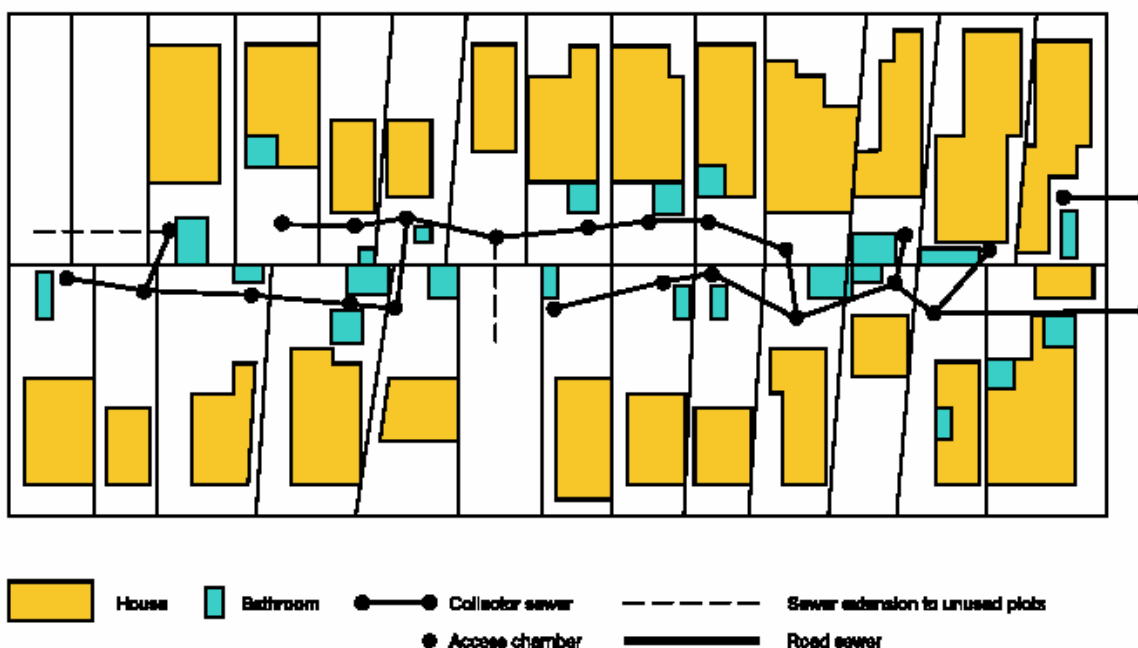 House
Bathroom
Collector sewer
Sewer extension to unused plots
Access chamber
Road sewer